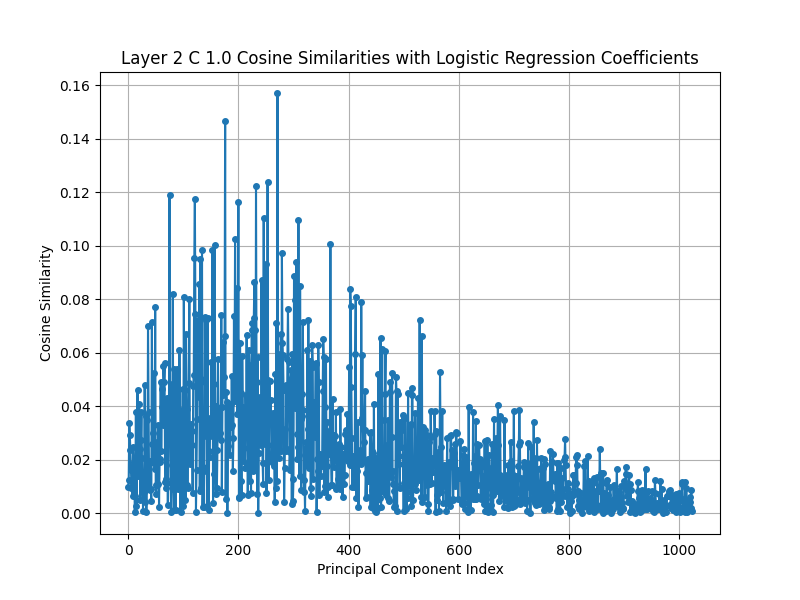 Layer 2 C 1.0 Cosine Similarities with Logistic Regression Coefficients
0.16
0.14
0.12
0.10
0.08
0.06
0.04
0.02
0.00
Cosine Similarity
0 200 400 600 800 1000
Principal Component Index